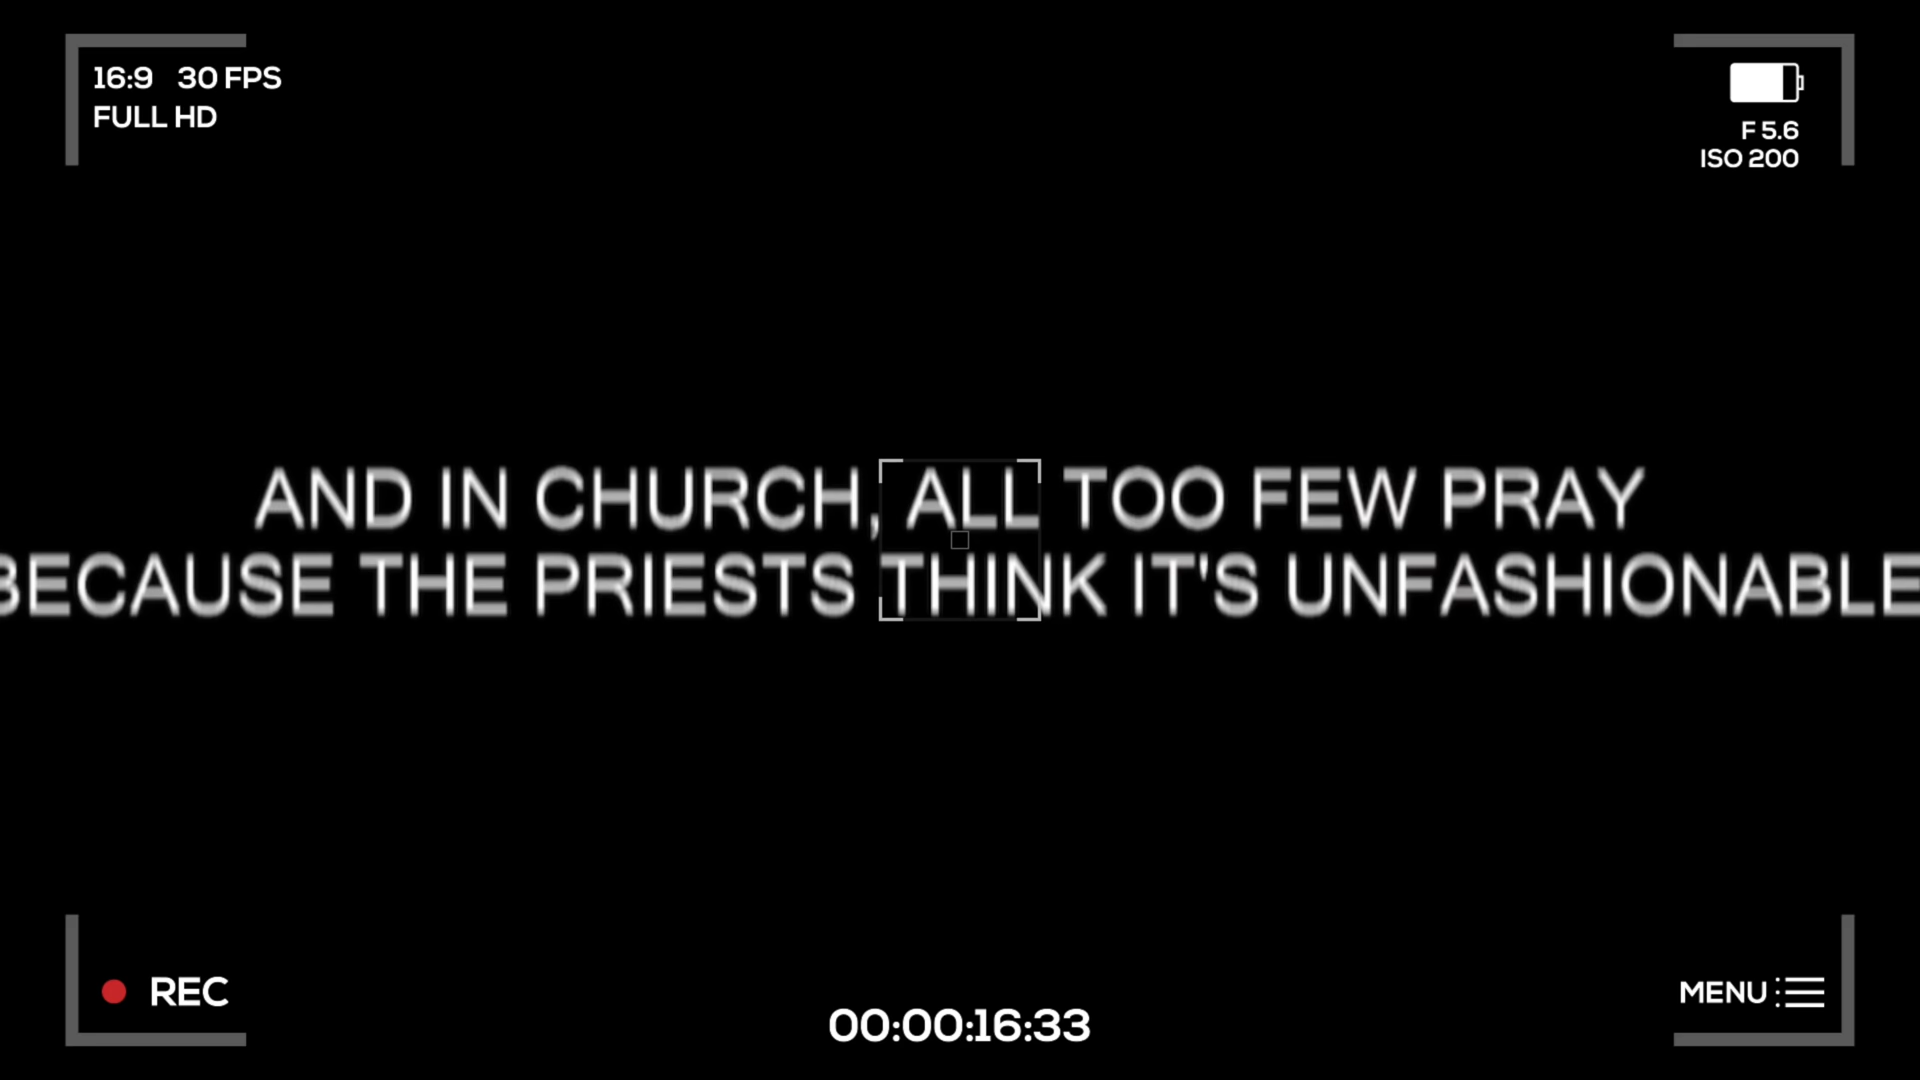 16:9 30 FPS
FULL HD
F 5.6
ISO 200
AND IN CHURCH, ALL TOO FEW PRAY
BECAUSE THE PRIESTS THINK IT'S UNFASHIONABLE
REC
00:00:16:33
MENU